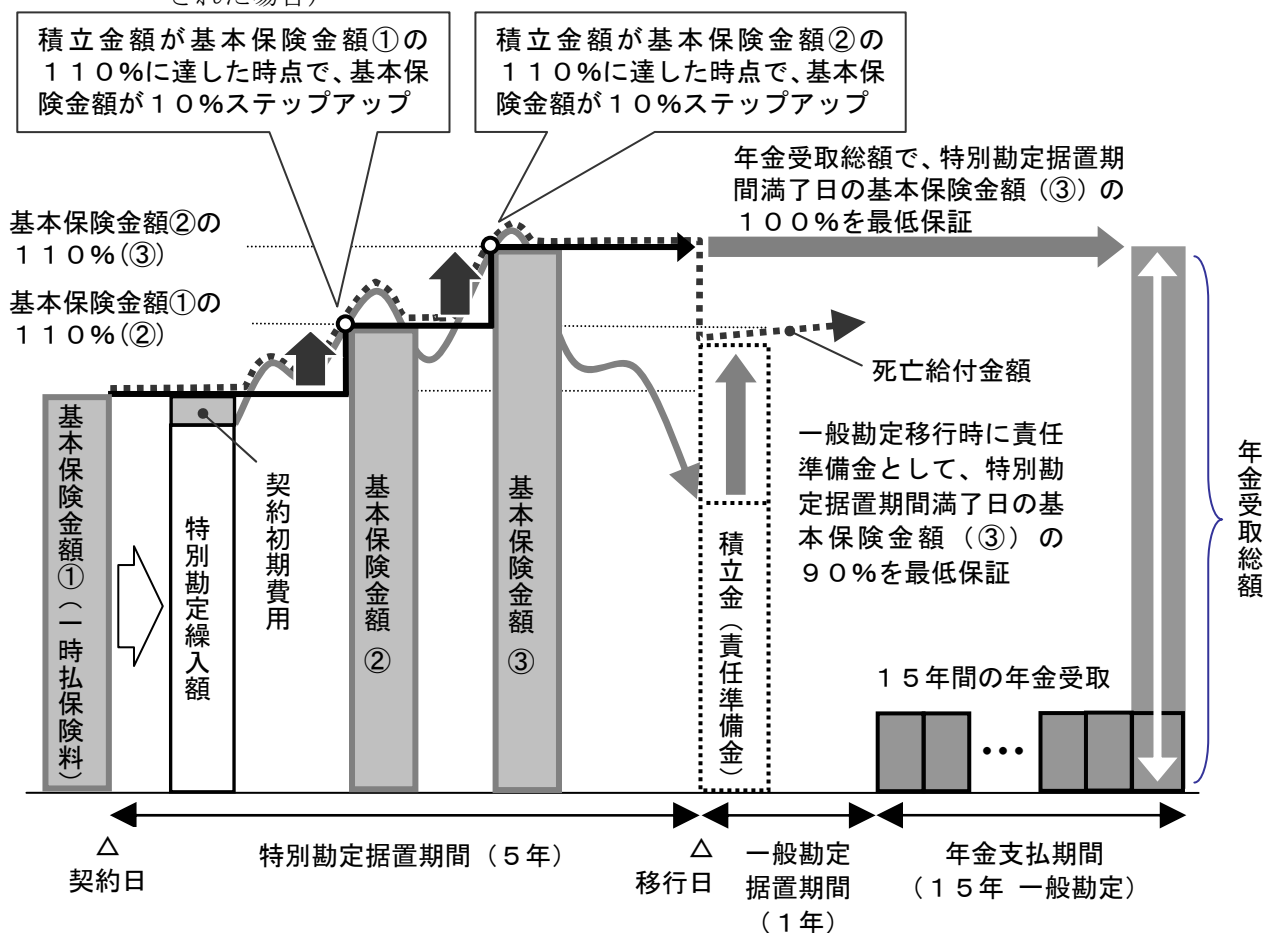 された場合）
積立金額が基本保険金額①の
１１０％に達した時点で、基本保
険金額が１０％ステップアップ
積立金額が基本保険金額②の
１１０％に達した時点で、基本保
険金額が１０％ステップアップ
年金受取総額で、特別勘定据置期
間満了日の基本保険金額（③）の
１００％を最低保証
基本保険金額②の
１１０％(③)
基本保険金額①の
１１０％(②)
死亡給付金額
一般勘定移行時に責任
準備金として、特別勘
定据置期間満了日の基
本保険金額（③）の
９０％を最低保証
基本保険金額①（一時払保険料）
特別勘定繰入額
契約初期費用
基本保険金額②
基本保険金額③
積立金（責任準備金）
年金受取総額
１５年間の年金受取
…
△
契約日
特別勘定据置期間（５年）
△
移行日
一般勘定
据置期間
（１年）
年金支払期間
（１５年 一般勘定）